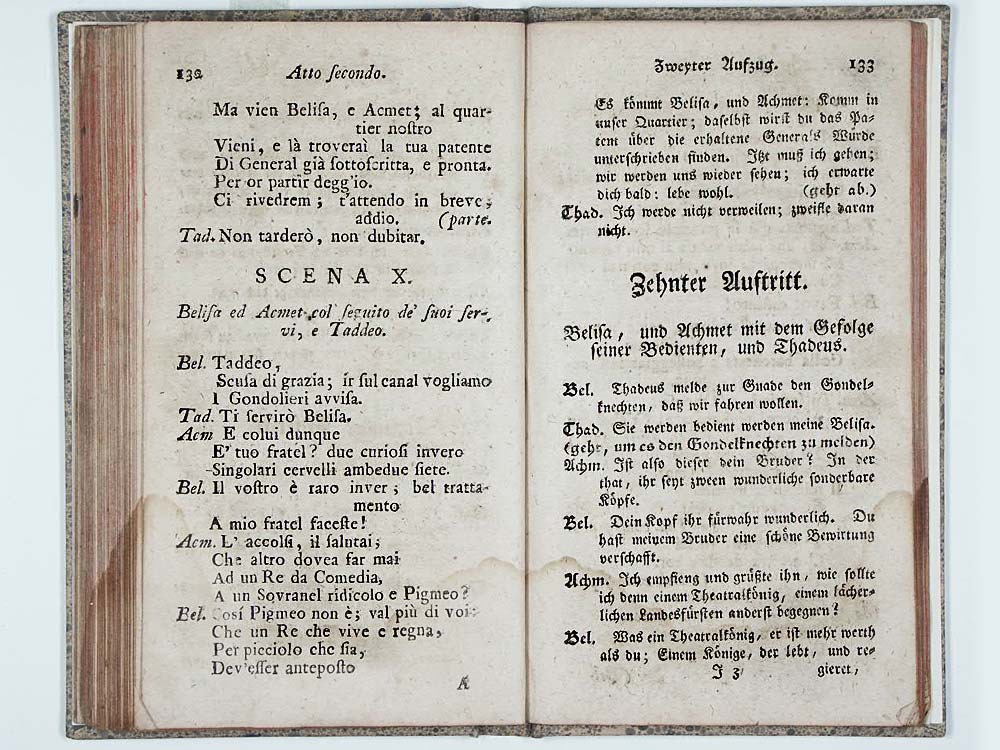 132 Atto ſecondo.
Ma vien Beliſa, e Acmet; al quar-
tier noſtro
Vieni, e là troverai la tua patente
Di General già ſottoſcritta, e pronta.
Per or partir degg'io.
Ci rivedrem; t'attendo in breve,
addio. (parte.
Tad. Non tarderò, non dubitar.
SCENA X.
Beliſa ed Acmet col ſeguito de' ſuoi ſer-
vi, e Taddeo.
Bel. Taddeo,
Scuſa di grazia; ir ſul canal vogliamo
I Gondolieri avviſa.
Tad. Ti ſervirò Beliſa.
Acm E colui dunque
E' tuo fratel? due curioſi invero
Singolari cervelli ambedue ſiete.
Bel. Il voſtro è raro inver; bel tratta-
mento
A mio fratel faceſte!
Acm. L' accolſi, il ſalutai;
Che altro dovea far mai
Ad un Re da Comedia,
A un Sovranel ridicolo e Pigmeo?
Bel. Cosí Pigmeo non è; val più di voi
Che un Re che vive e regna,
Per picciolo che ſia,
Dev'eſſer antepoſto
A
Zweyter Aufzug. 133
Es kömmt Beliſa, und Achmet: Komm in
unſer Quartier; daſelbſt wirſt du das Pa-
tent über die erhaltene Generals Würde
unterſchrieben finden. Itzt muß ich gehen;
wir werden uns wieder ſehen; ich erwarte
dich bald: lebe wohl. (geht ab.)
Thad. Ich werde nicht verweilen; zweifle daran
nicht.
Zehnter Auftritt.
Beliſa, und Achmet mit dem Gefolge
ſeiner Bedienten, und Thadeus.
Bel. Thadeus melde zur Gnade den Gondel-
knechten, daß wir fahren wollen.
Thad. Sie werden bedient werden meine Beliſa.
(geht, um es den Gondelknechten zu melden)
Achm. Iſt alſo dieſer dein Bruder? In der
that, ihr ſeyt zween wunderliche ſonderbare
Köpfe.
Bel. Dein Kopf ihr fürwahr wunderlich. Du
haſt meinem Bruder eine ſchöne Bewirtung
verſchafft.
Achm. Ich empfieng und grüßte ihn, wie ſollte
ich denn einem Theatralkönig, einem lächer-
lichen Landesfürſten anderſt begegnen?
Bel. Was ein Theatralkönig, er iſt mehr werth
als du; Einem Könige, der lebt, und re-
I 3 gieret,